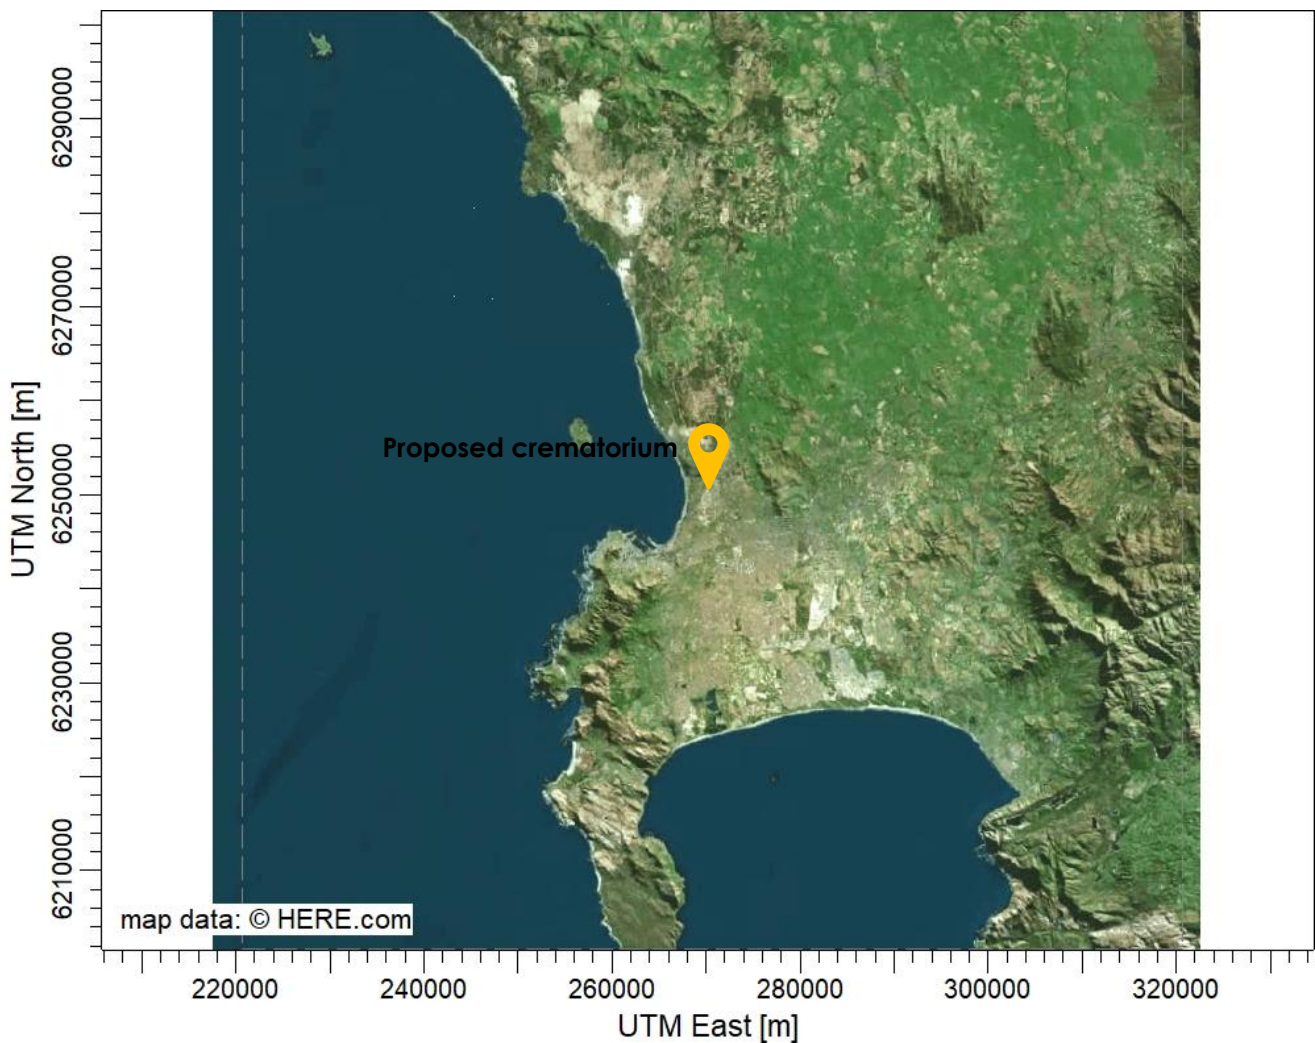 6290000
6270000
6250000
6230000
6210000
UTM North [m]
Proposed crematorium
map data: © HERE.com
220000 240000 260000 280000 300000 320000
UTM East [m]